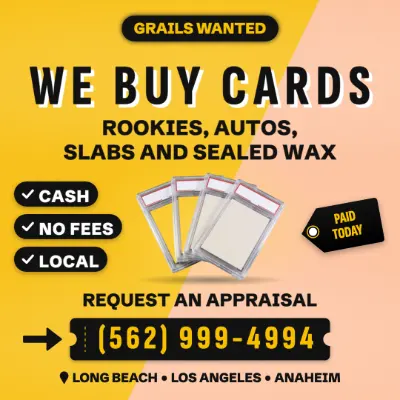 GRAILS WANTED
WE BUY CARDS
ROOKIES, AUTOS,
SLABS AND SEALED WAX
✓ CASH
✓ NO FEES
✓ LOCAL
PAID
TODAY
REQUEST AN APPRAISAL
(562) 999-4994
LONG BEACH • LOS ANGELES • ANAHEIM